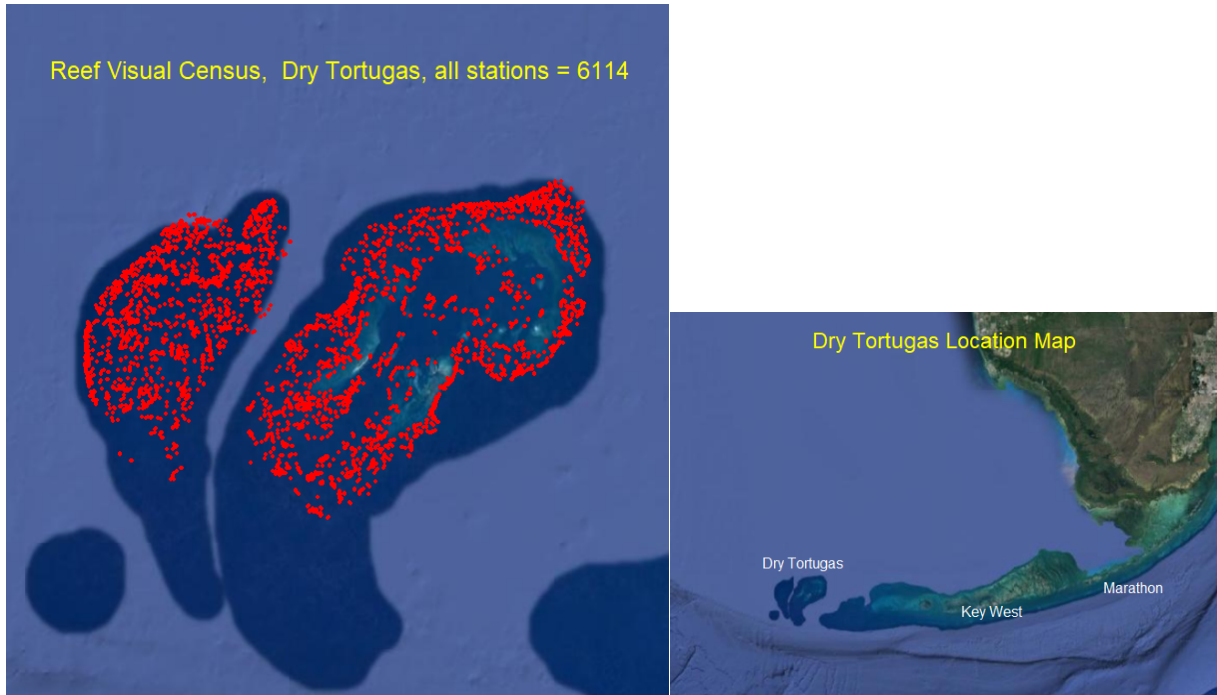 Reef Visual Census,  Dry Tortugas, all stations = 6114
Dry Tortugas Location Map
Dry Tortugas
Marathon
Key West